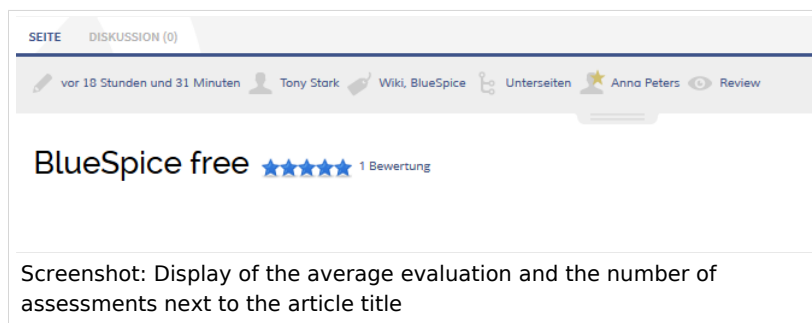 SEITE DISKUSSION (0)
vor 18 Stunden und 31 Minuten Tony Stark Wiki, BlueSpice Unterseiten Anna Peters Review
BlueSpice free 1 Bewertung
Screenshot: Display of the average evaluation and the number of
assessments next to the article title